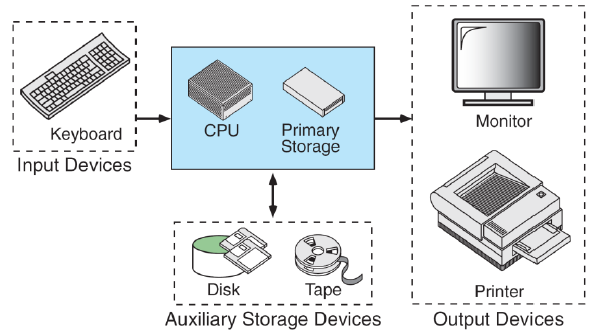 Keyboard
Input Devices
CPU
Primary
Storage
Monitor
Printer
Output Devices
Disk
Tape
Auxiliary Storage Devices